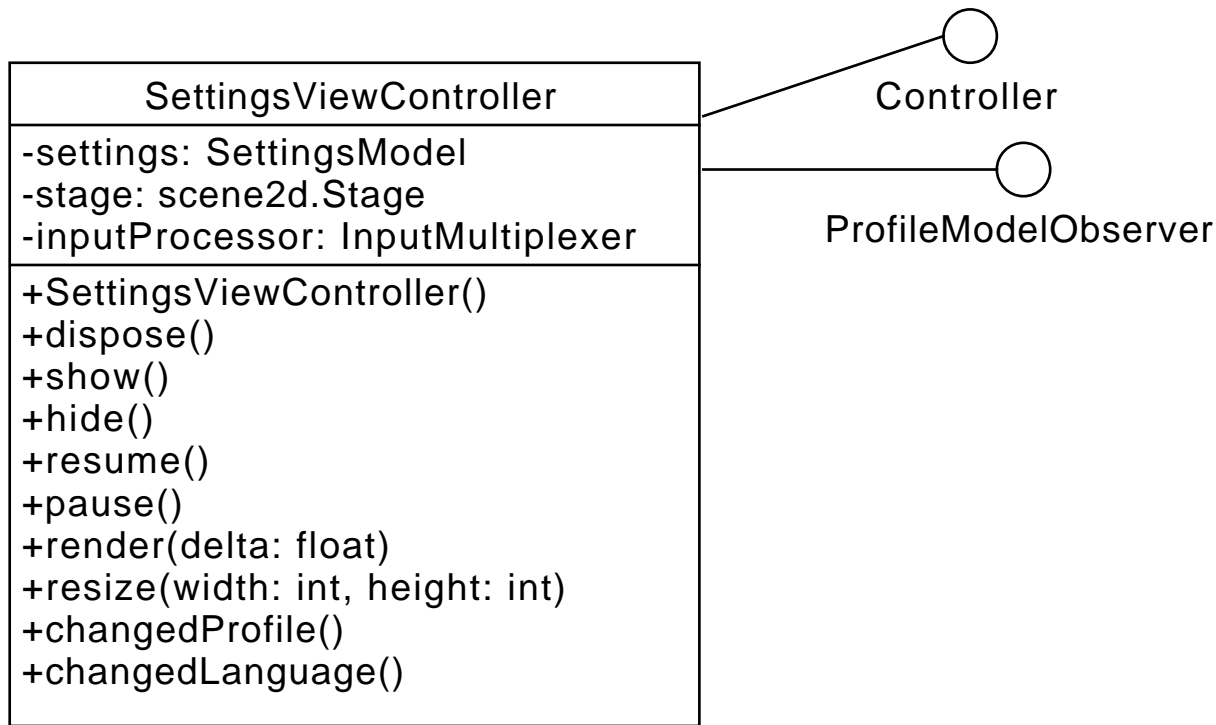 SettingsViewController
-settings: SettingsModel
-stage: scene2d.Stage
-inputProcessor: InputMultiplexer
+SettingsViewController()
+dispose()
+show()
+hide()
+resume()
+pause()
+render(delta: float)
+resize(width: int, height: int)
+changedProfile()
+changedLanguage()
Controller
ProfileModelObserver